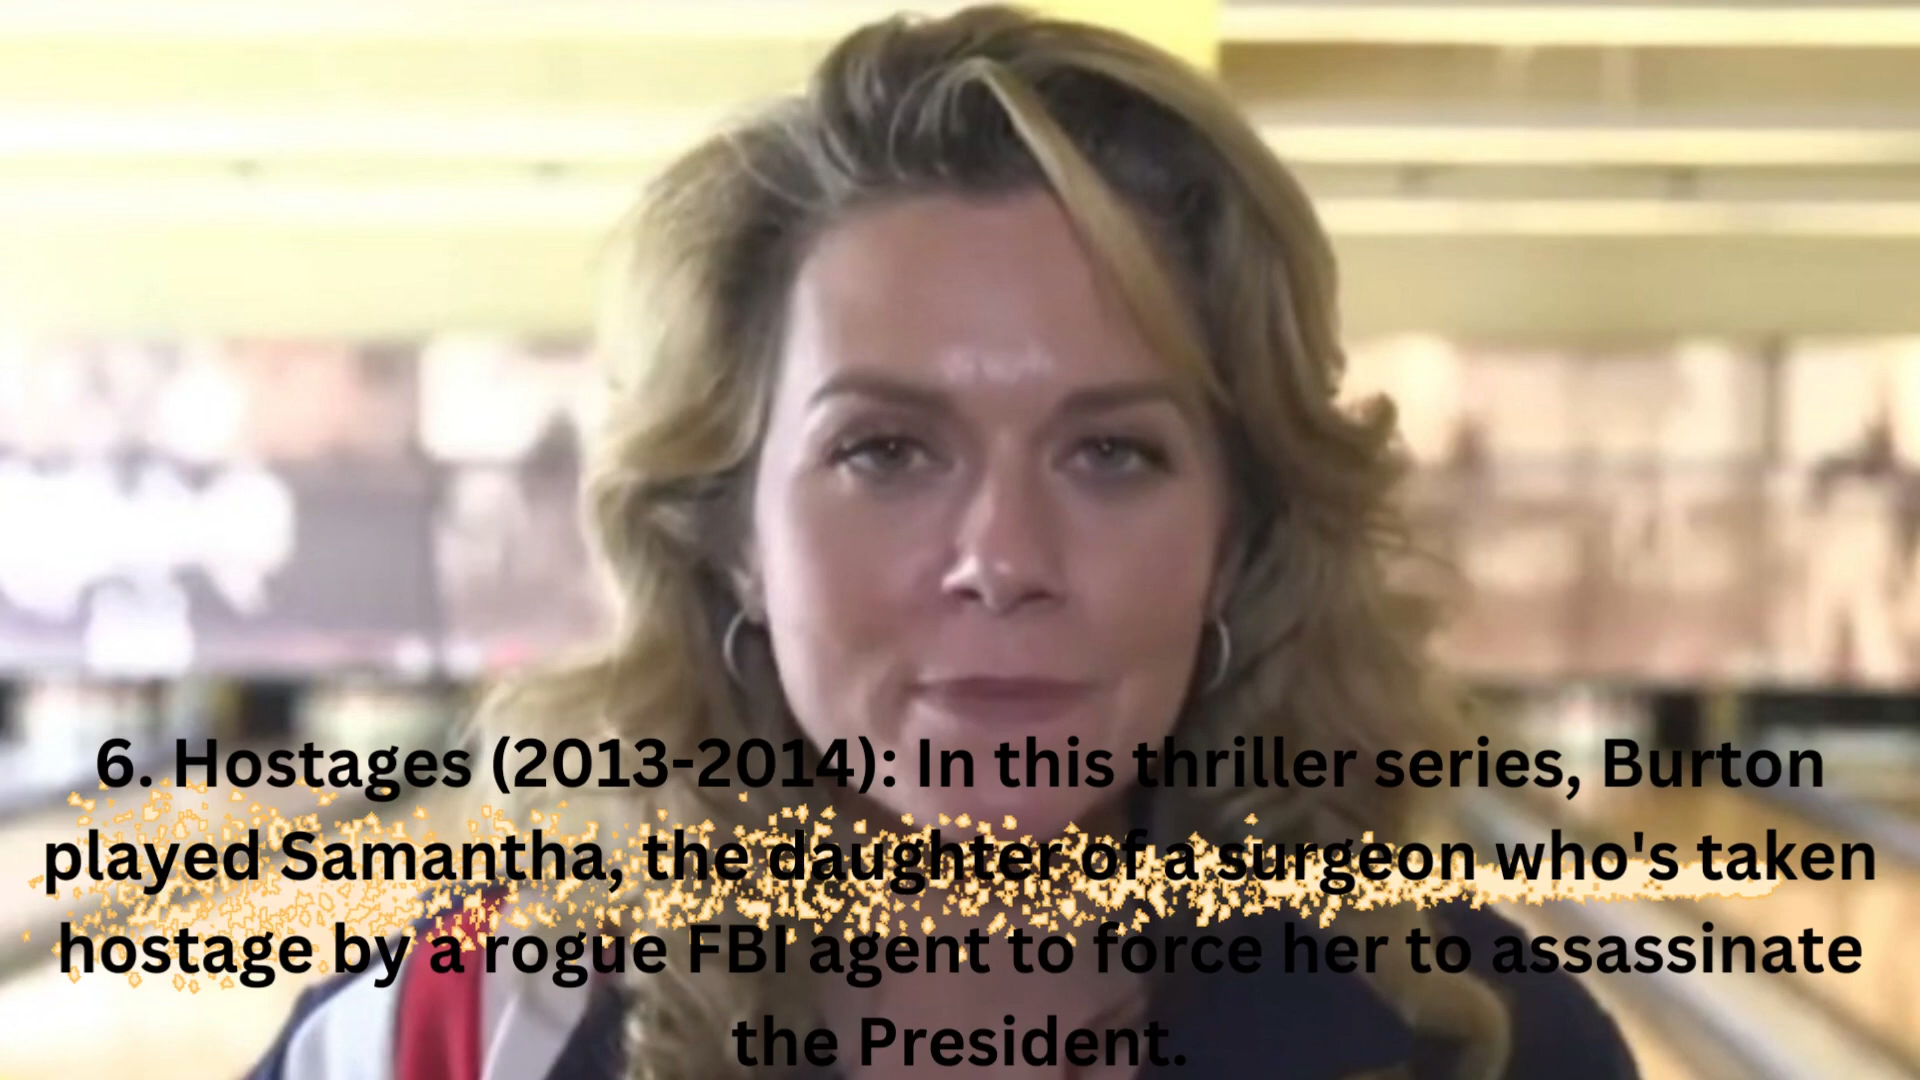 6. Hostages (2013-2014): In this thriller series, Burton
played Samantha, the daughter of a surgeon who's taken
hostage by a rogue FBI agent to force her to assassinate
the President.